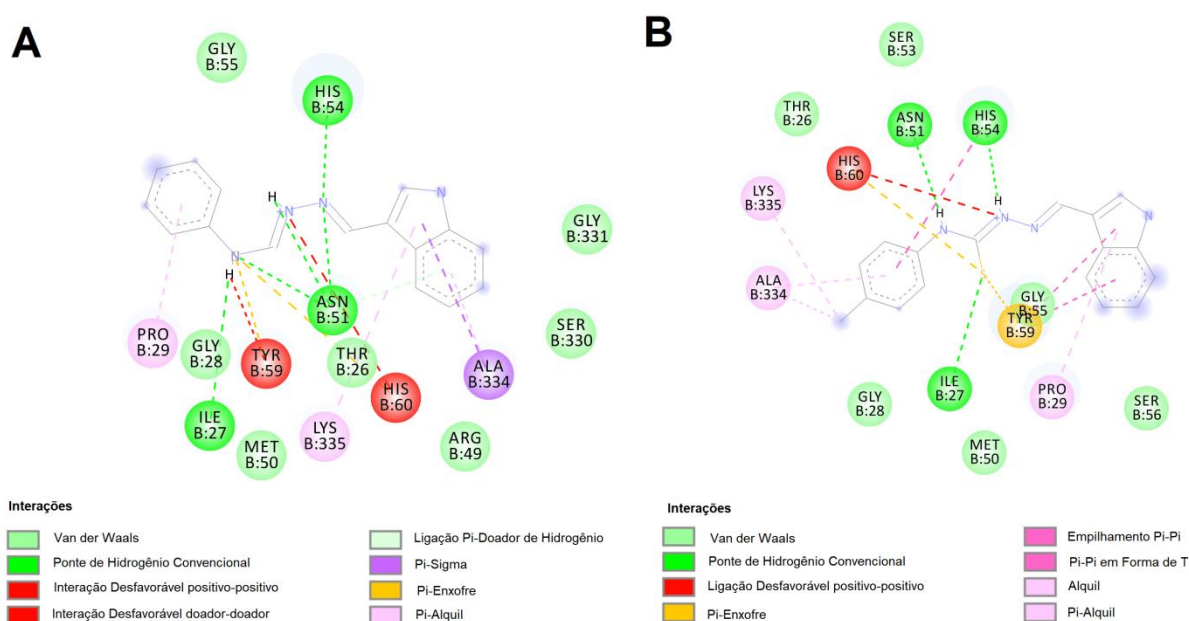 A
GLY
B:55
HIS
B:54
H
N
N
N
N
H
GLY
B:331
ASN
B:51
SER
B:330
PRO
B:29
GLY
B:28
TYR
B:59
THR
B:26
ALA
B:334
HIS
B:60
ILE
B:27
LYS
B:335
MET
B:50
ARG
B:49
Interações
Van der Waals
Ponte de Hidrogênio Convencional
Interação Desfavorável positivo-positivo
Interação Desfavorável doador-doador
Ligação Pi-Doador de Hidrogênio
Pi-Sigma
Pi-Enxofre
Pi-Alquil
B
SER
B:53
THR
B:26
ASN
B:51
HIS
B:54
HIS
B:60
LYS
B:335
H
H
N
N
N
N
ALA
B:334
GLY
B:55
TYR
B:59
ILE
B:27
PRO
B:29
GLY
B:28
SER
B:56
MET
B:50
Interações
Van der Waals
Ponte de Hidrogênio Convencional
Ligação Desfavorável positivo-positivo
Pi-Enxofre
Empilhamento Pi-Pi
Pi-Pi em Forma de T
Alquil
Pi-Alquil